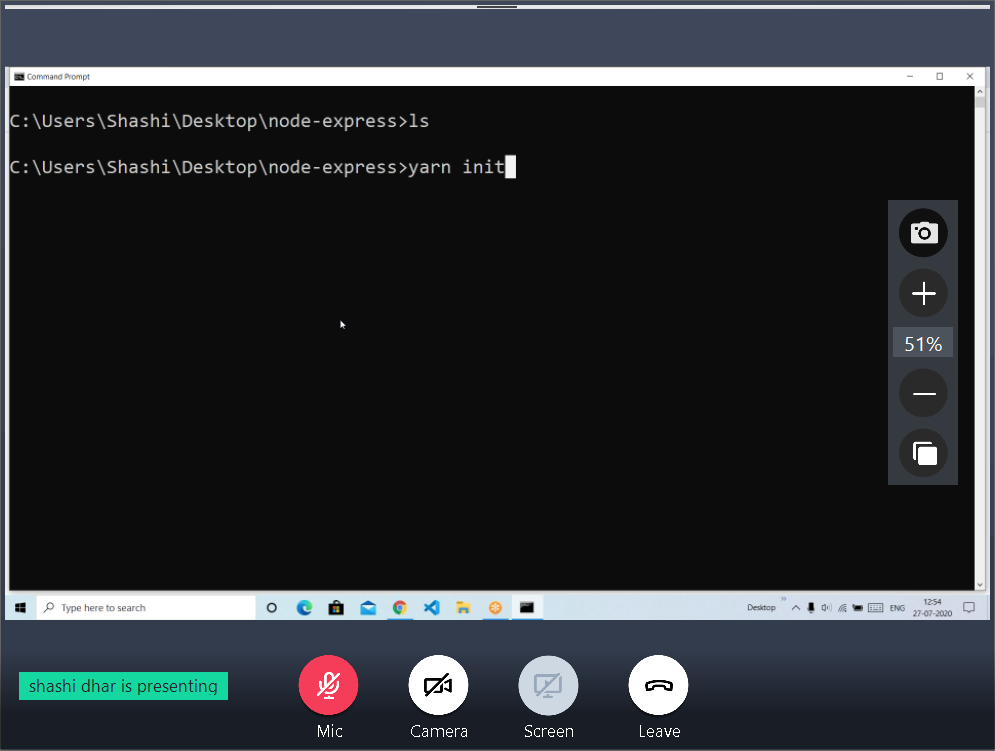 Command Prompt
C:\Users\Shashi\Desktop\node-express>ls
C:\Users\Shashi\Desktop\node-express>yarn init
51%
Type here to search
Desktop
ENG
12:54
27-07-2020
shashi dhar is presenting
Mic
Camera
Screen
Leave